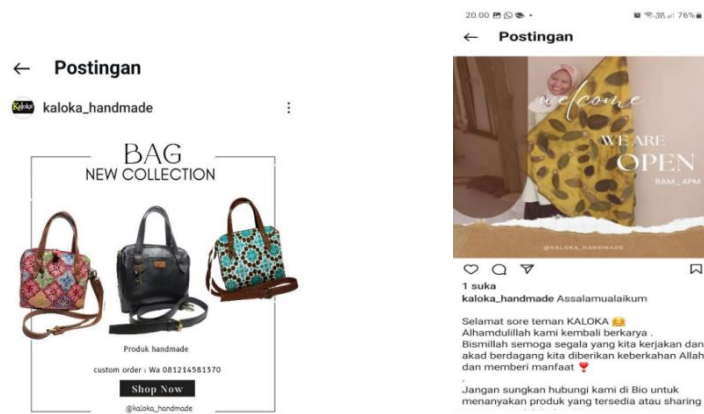 ← Postingan
Kaloka kaloka_handmade
BAG
NEW COLLECTION
Produk handmade
custom order : Wa 081214581370
Shop Now
@kaloka_handmade
20.00
76%
← Postingan
welcome
WE ARE
OPEN
8AM_4PM
@KALOKA_HANDMADE
1 suka
kaloka_handmade Assalamualaikum
Selamat sore teman KALOKA
Alhamdulillah kami kembali berkarya .
Bismillah semoga segala yang kita kerjakan dan
akad berdagang kita diberikan keberkahan Allah
dan memberi manfaat
.
Jangan sungkan hubungi kami di Bio untuk
menanyakan produk yang tersedia atau sharing